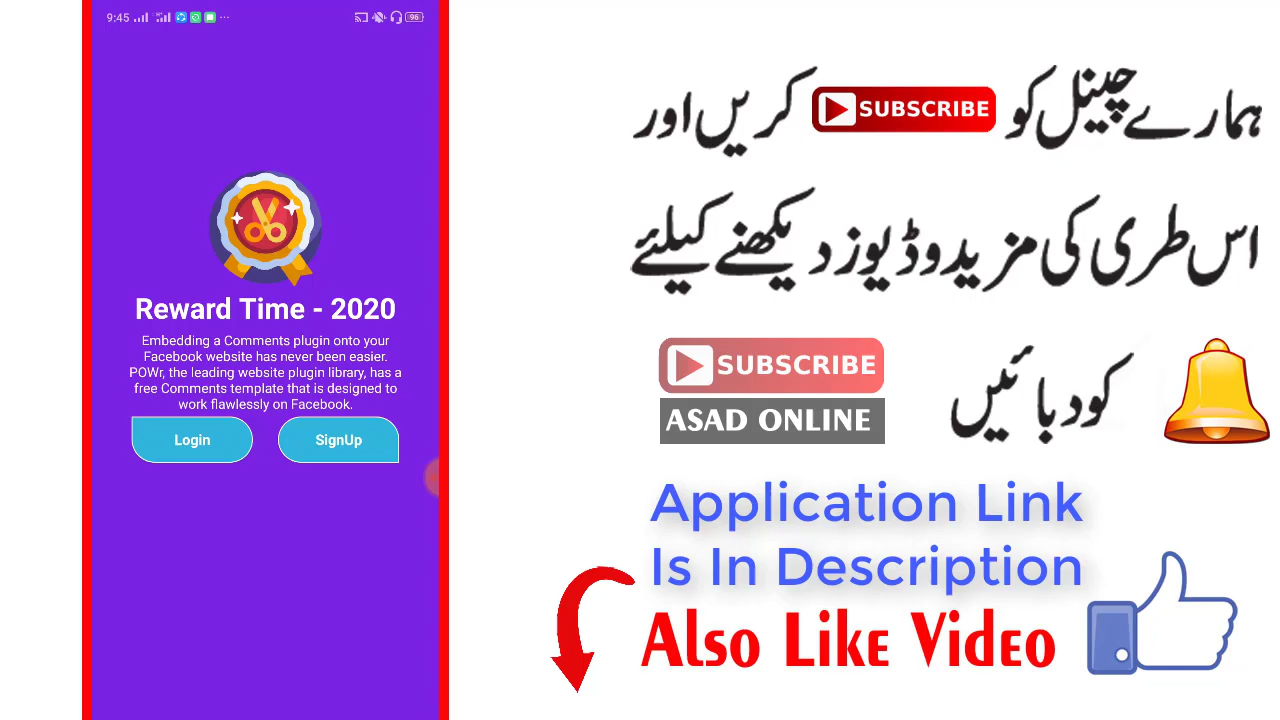 9:45
96
Reward Time - 2020
Embedding a Comments plugin onto your
Facebook website has never been easier.
POWr, the leading website plugin library, has a
free Comments template that is designed to
work flawlessly on Facebook.
Login SignUp
ہمارے چینل کو SUBSCRIBE کریں اور
اس طری کی مزید وڈیوز دیکھنے کیلئے
SUBSCRIBE
ASAD ONLINE
کو دبائیں
Application Link
Is In Description
Also Like Video